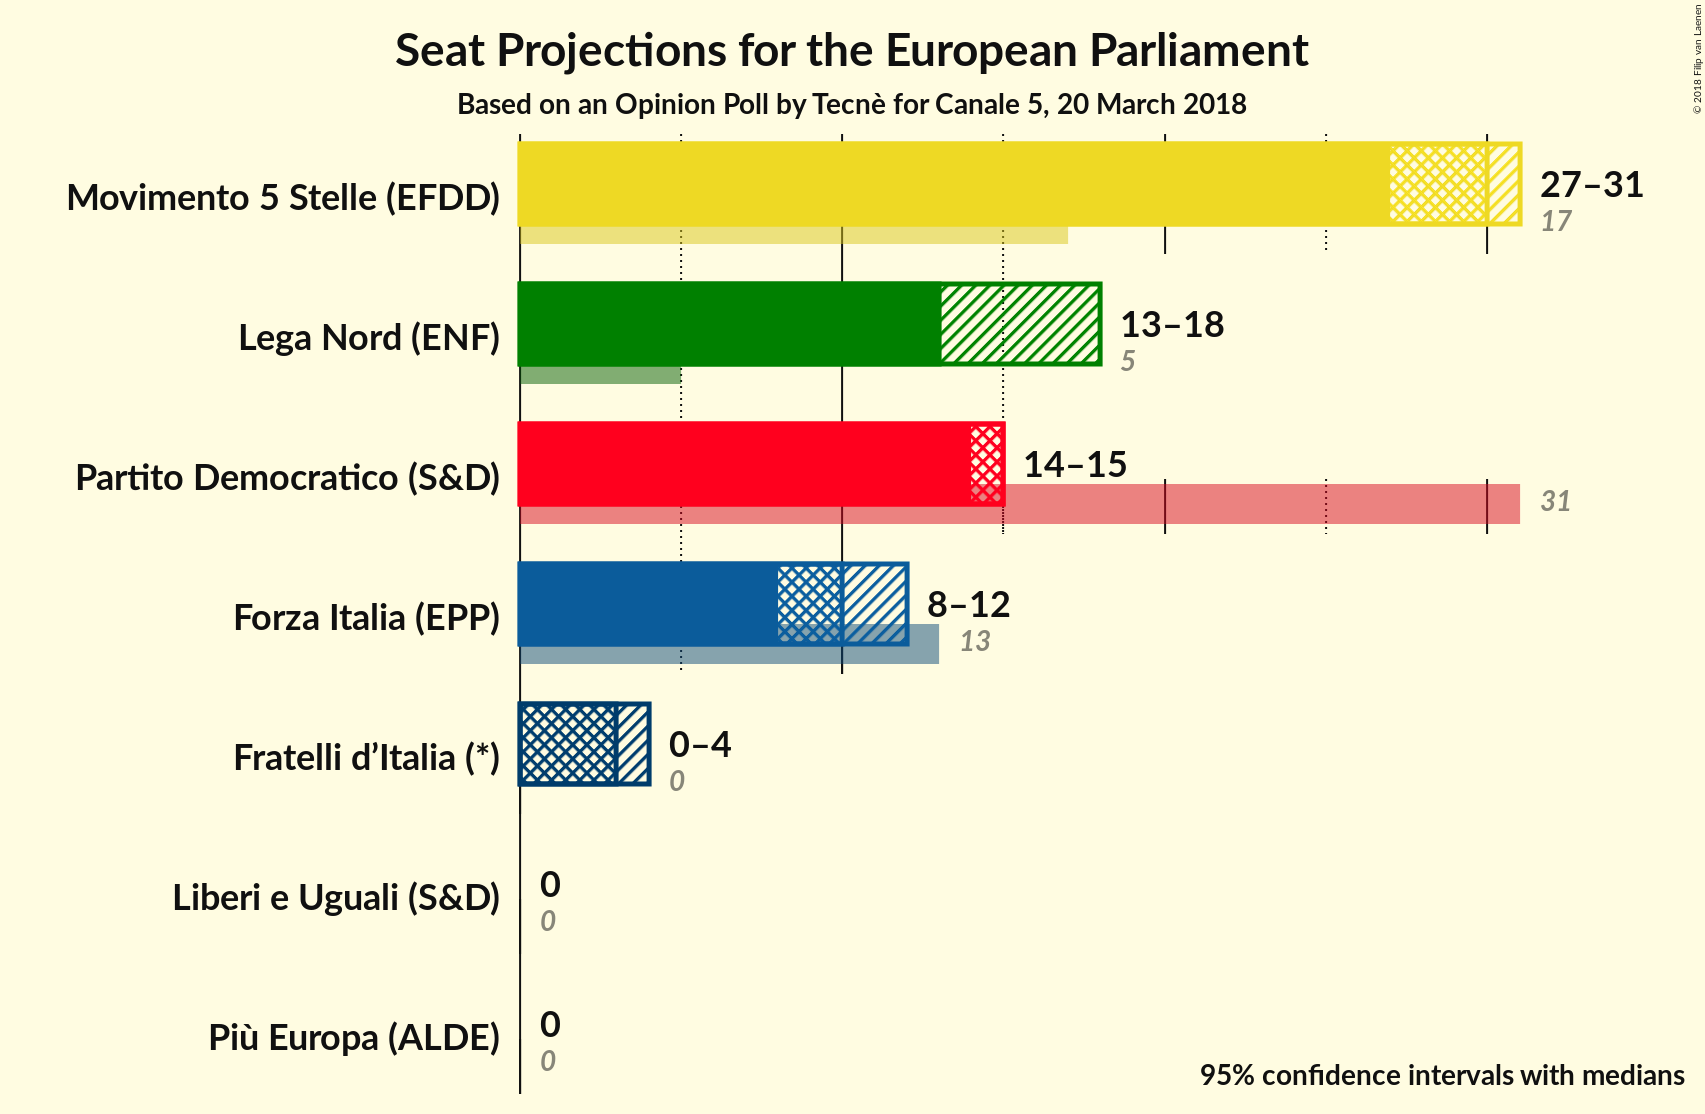 Seat Projections for the European Parliament
Based on an Opinion Poll by Tecnè for Canale 5, 20 March 2018
© 2018 Filip van Laenen
Movimento 5 Stelle (EFDD)
27–31
17
Lega Nord (ENF)
13–18
5
Partito Democratico (S&D)
14–15
31
Forza Italia (EPP)
8–12
13
Fratelli d’Italia (*)
0–4
0
Liberi e Uguali (S&D)
0
0
Più Europa (ALDE)
0
0
95% confidence intervals with medians